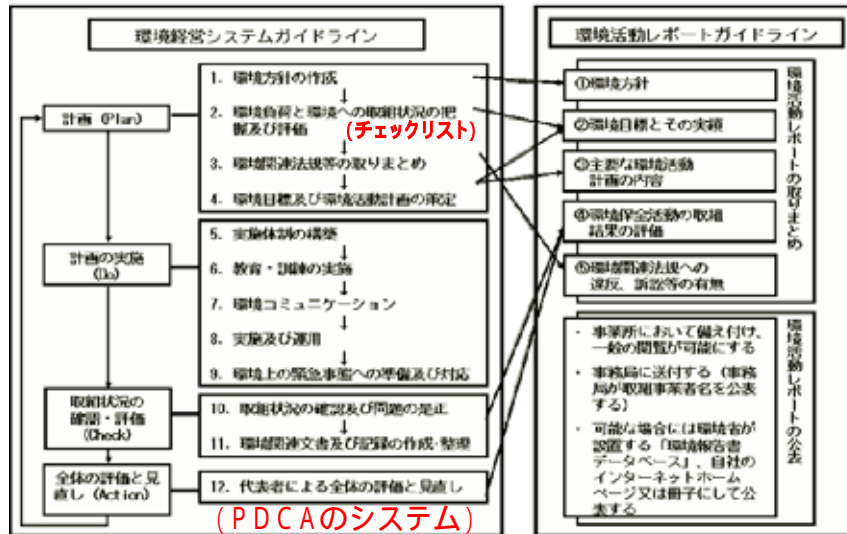 環境経営システムガイドライン
計画 (Plan)
計画の実施
(Do)
取組状況の
確認・評価
(Check)
全体の評価と見
直し (Action)
1. 環境方針の作成
2. 環境負荷と環境への取組状況の把
握及び評価
(チェックリスト)
3. 環境関連法規等の取りまとめ
4. 環境目標及び環境活動計画の策定
5. 実施体制の構築
6. 教育・訓練の実施
7. 環境コミュニケーション
8. 実施及び運用
9. 環境上の緊急事態への準備及び対応
10. 取組状況の確認及び問題の是正
11. 環境関連文書及び記録の作成・整理
12. 代表者による全体の評価と見直し
(PDCAのシステム)
環境活動レポートガイドライン
①環境方針
②環境目標とその実績
③主要な環境活動
計画の内容
④環境保全活動の取組
結果の評価
⑤環境関連法規への
違反、訴訟等の有無
環境活動レポートの取りまとめ
・ 事業所において備え付け、
一般の閲覧が可能にする
・ 事務局に送付する（事務
局が取組事業者名を公表
する）
・ 可能な場合には環境省が
設置する「環境報告書
データベース」、自社の
インターネットホーム
ページ又は冊子にして公
表する
環境活動レポートの公表